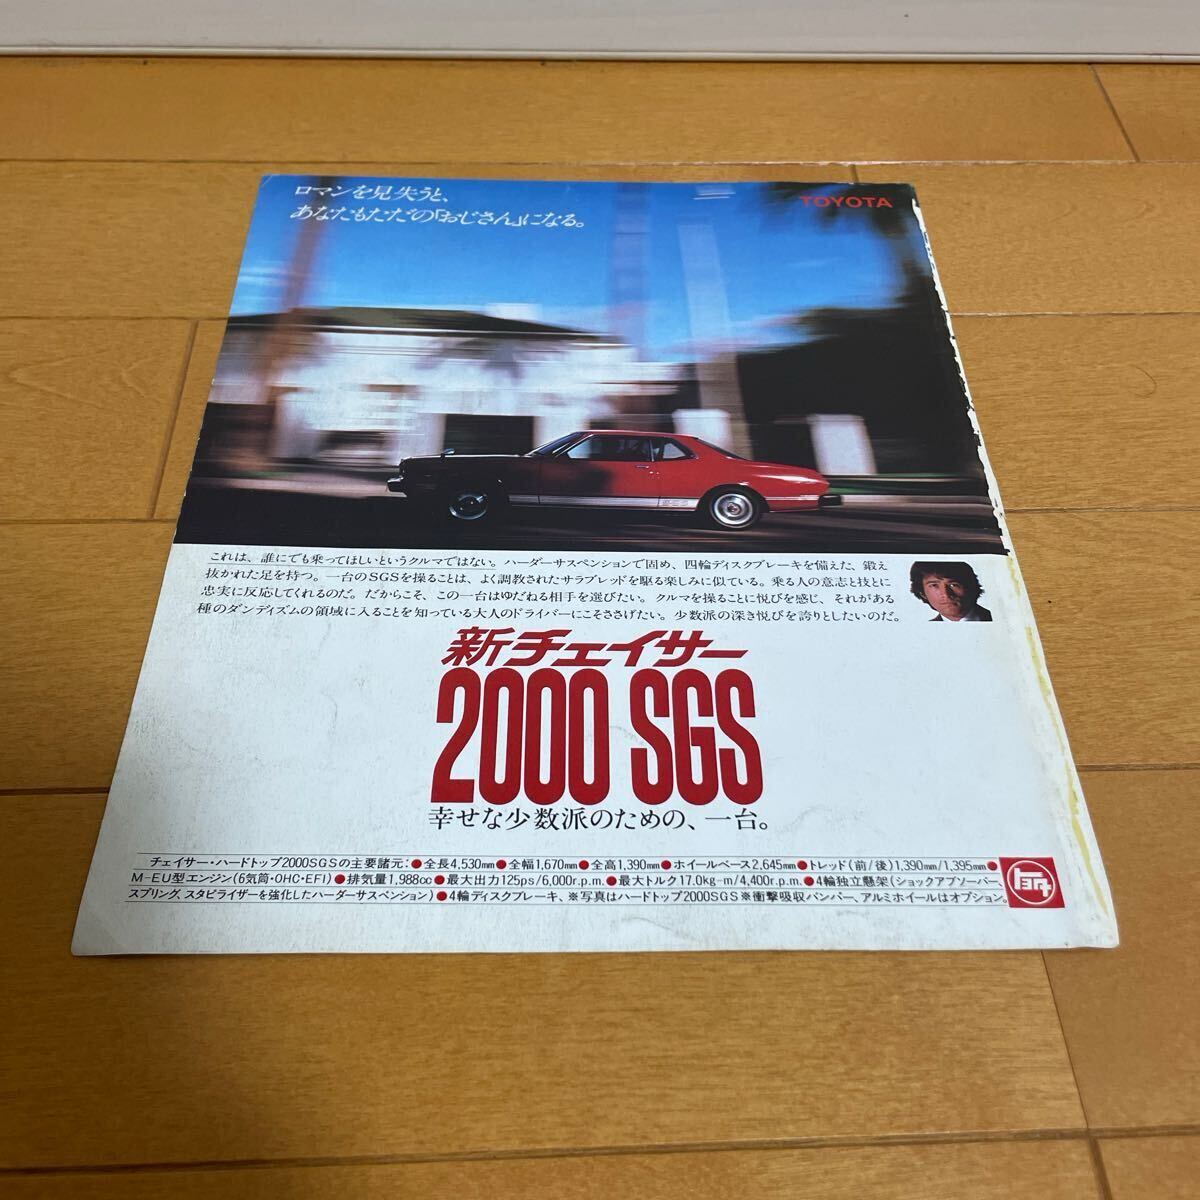 ロマンを見失うと、
あなたもただの「おじさん」になる。
TOYOTA
SGS
これは、誰にでも乗ってほしいというクルマではない。ハーダーサスペンションで固め、四輪ディスクブレーキを備えた、鍛え
抜かれた足を持つ。一台のSGSを操ることは、よく調教されたサラブレッドを駆る楽しみに似ている。乗る人の意志と技とに
忠実に反応してくれるのだ。だからこそ、この一台はゆだねる相手を選びたい。クルマを操ることに悦びを感じ、それがある
種のダンディズムの領域に入ることを知っている大人のドライバーにこそささげたい。少数派の深き悦びを誇りとしたいのだ。
新チェイサー
2000 SGS
幸せな少数派のための、一台。
チェイサー・ハードトップ2000SGSの主要諸元:●全長4,530mm●全幅1,670mm●全高1,390mm●ホイールベース2,645mm●トレッド(前/後)1,390mm/1,395mm●
M-EU型エンジン(6気筒・OHC・EFI)●排気量1,988cc●最大出力125ps/6,000r.p.m.●最大トルク17.0kg-m/4,400r.p.m.●4輪独立懸架(ショックアブソーバー、
スプリング、スタビライザーを強化したハーダーサスペンション)●4輪ディスクブレーキ、※写真はハードトップ2000SGS※衝撃吸収バンパー、アルミホイールはオプション。
トヨタ